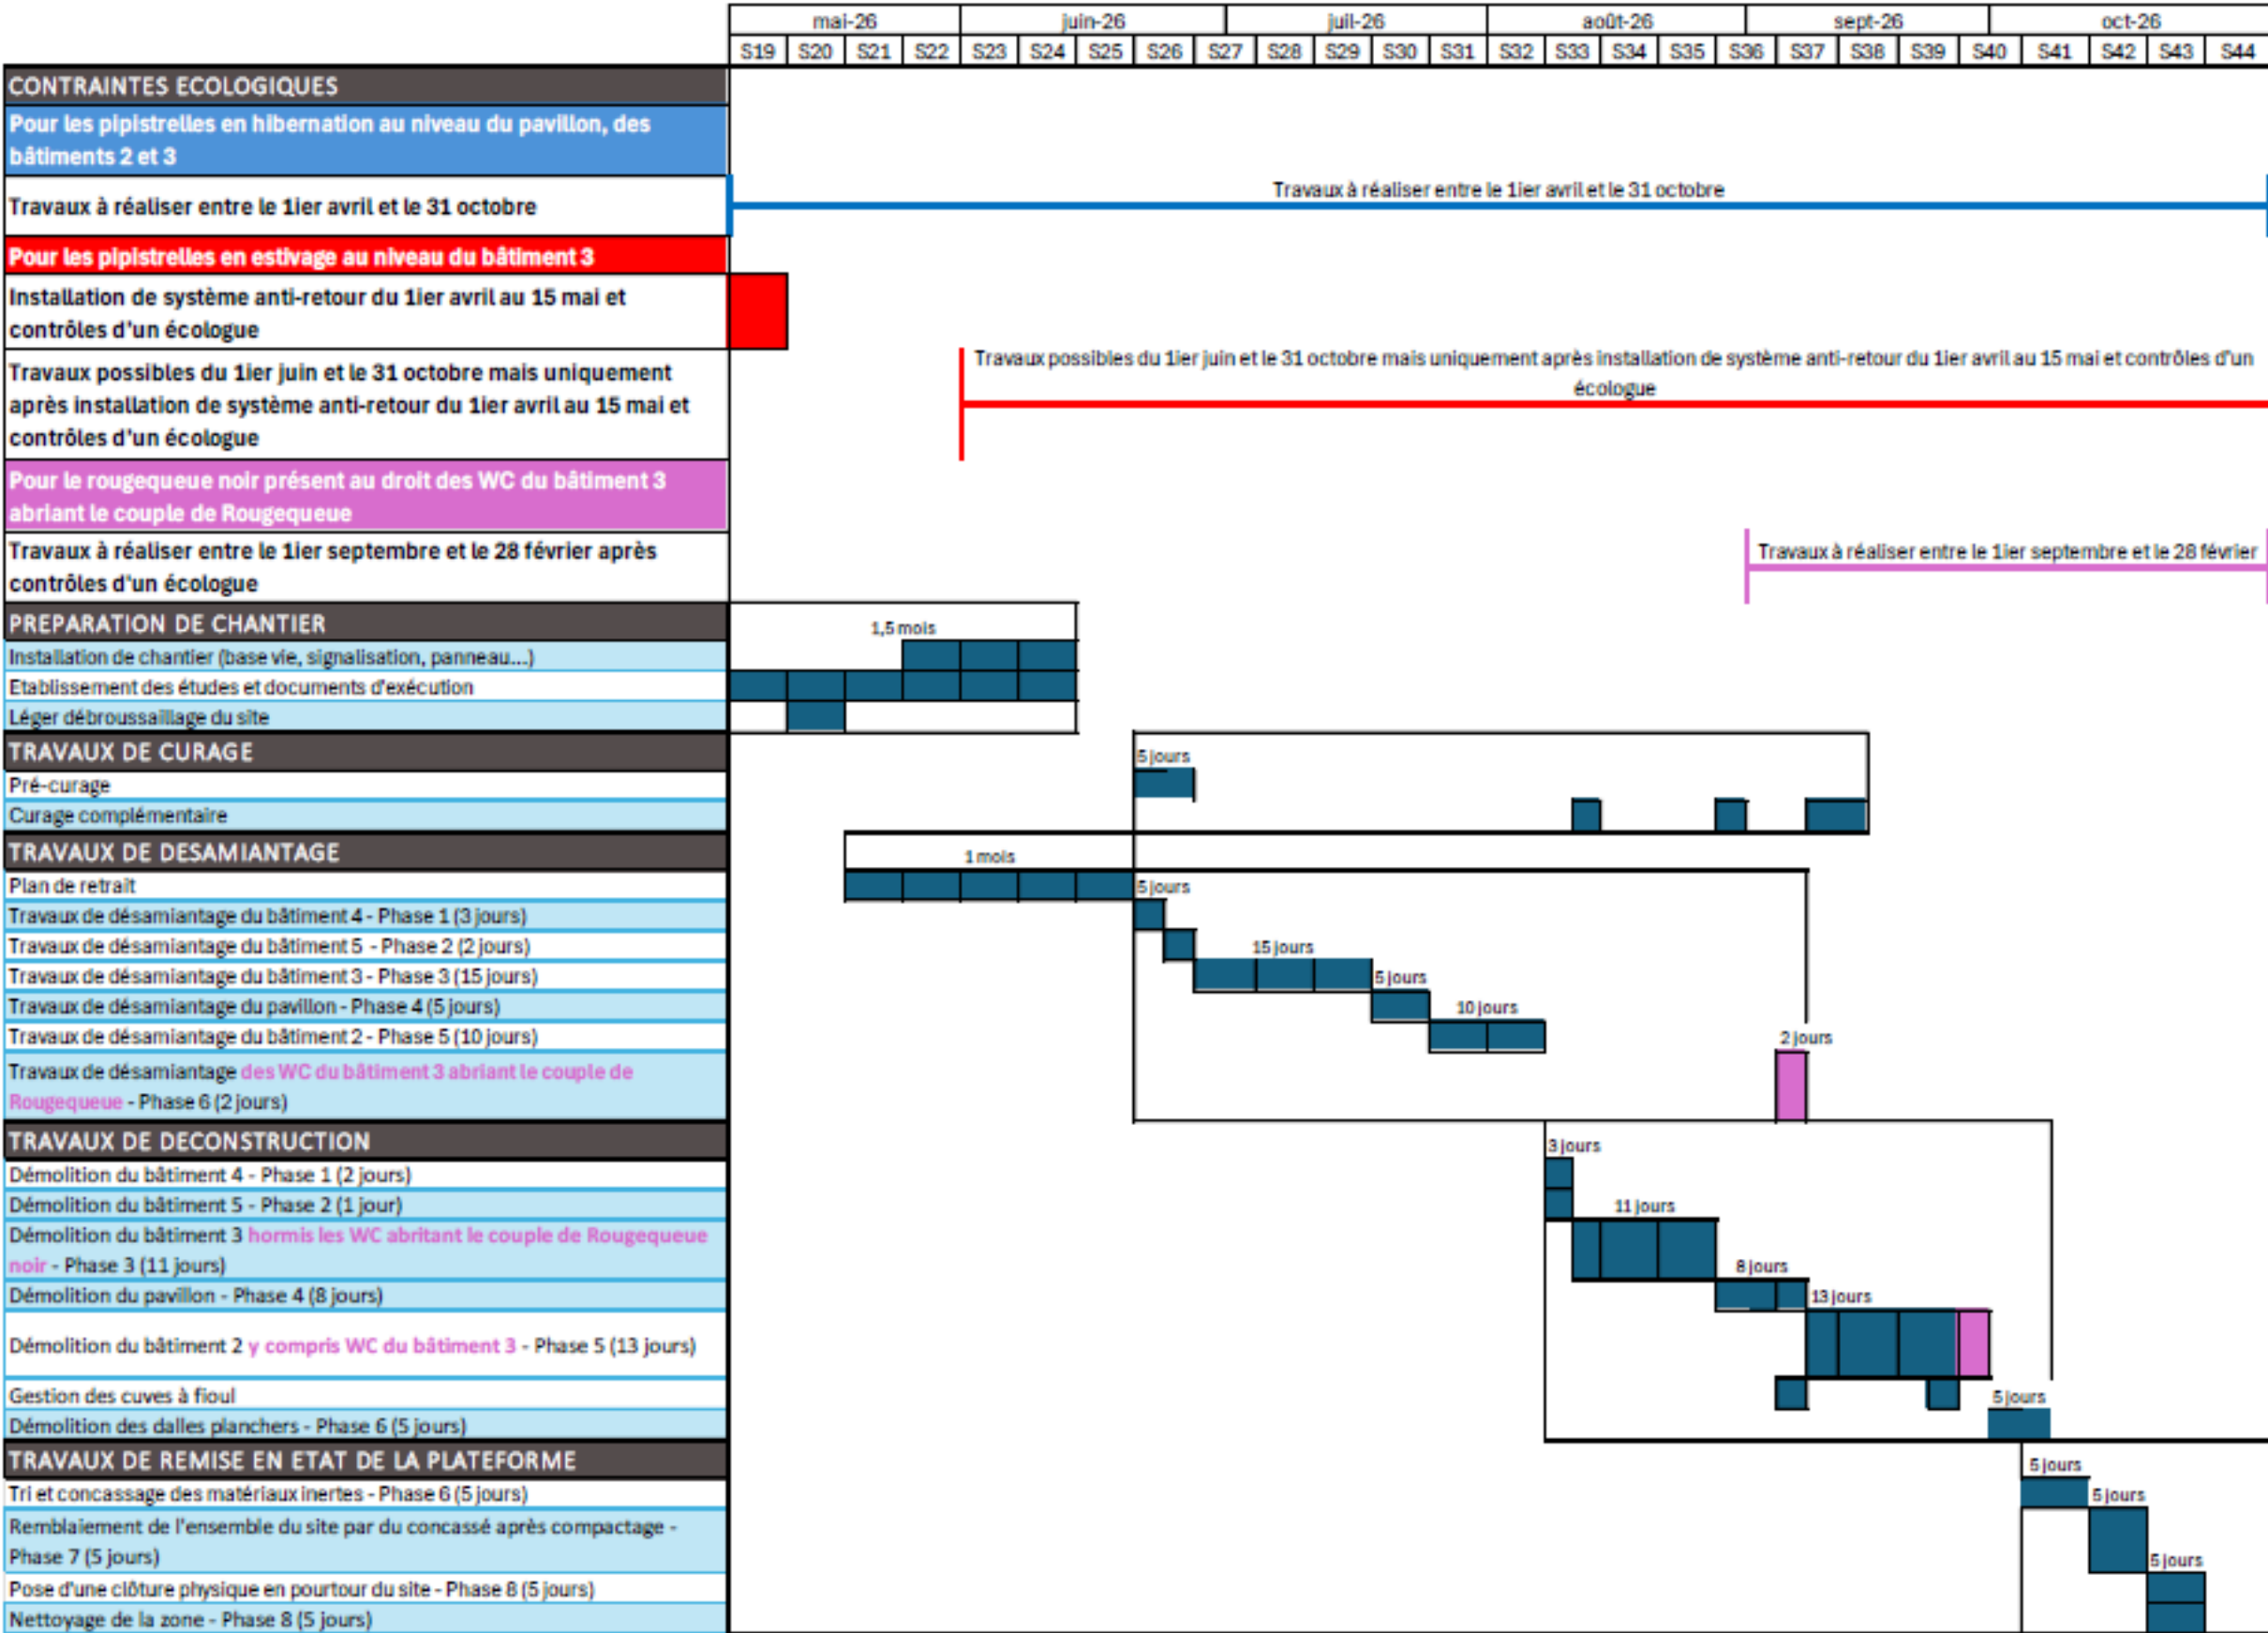 mai-26 juin-26 juil-26 août-26 sept-26 oct-26
S19 S20 S21 S22 S23 S24 S25 S26 S27 S28 S29 S30 S31 S32 S33 S34 S35 S36 S37 S38 S39 S40 S41 S42 S43 S44
CONTRAINTES ECOLOGIQUES
Pour les pipistrelles en hibernation au niveau du pavillon, des
bâtiments 2 et 3
Travaux à réaliser entre le 1ier avril et le 31 octobre
Travaux à réaliser entre le 1ier avril et le 31 octobre
Pour les pipistrelles en estivage au niveau du bâtiment 3
Installation de système anti-retour du 1ier avril au 15 mai et
contrôles d'un écologue
Travaux possibles du 1ier juin et le 31 octobre mais uniquement
après installation de système anti-retour du 1ier avril au 15 mai et
contrôles d'un écologue
Travaux possibles du 1ier juin et le 31 octobre mais uniquement après installation de système anti-retour du 1ier avril au 15 mai et contrôles d'un
écologue
Pour le rougequeue noir présent au droit des WC du bâtiment 3
abriant le couple de Rougequeue
Travaux à réaliser entre le 1ier septembre et le 28 février après
contrôles d'un écologue
Travaux à réaliser entre le 1ier septembre et le 28 février
PREPARATION DE CHANTIER
1,5 mois
Installation de chantier (base vie, signalisation, panneau...)
Etablissement des études et documents d'exécution
Léger débroussaillage du site
TRAVAUX DE CURAGE
5 jours
Pré-curage
Curage complémentaire
TRAVAUX DE DESAMIANTAGE
1 mois
Plan de retrait
5 jours
Travaux de désamiantage du bâtiment 4 - Phase 1 (3 jours)
Travaux de désamiantage du bâtiment 5 - Phase 2 (2 jours)
15 jours
Travaux de désamiantage du bâtiment 3 - Phase 3 (15 jours)
5 jours
Travaux de désamiantage du pavillon - Phase 4 (5 jours)
10 jours
Travaux de désamiantage du bâtiment 2 - Phase 5 (10 jours)
2 jours
Travaux de désamiantage des WC du bâtiment 3 abriant le couple de
Rougequeue - Phase 6 (2 jours)
TRAVAUX DE DECONSTRUCTION
3 jours
Démolition du bâtiment 4 - Phase 1 (2 jours)
Démolition du bâtiment 5 - Phase 2 (1 jour)
11 jours
Démolition du bâtiment 3 hormis les WC abritant le couple de Rougequeue
noir - Phase 3 (11 jours)
8 jours
Démolition du pavillon - Phase 4 (8 jours)
13 jours
Démolition du bâtiment 2 y compris WC du bâtiment 3 - Phase 5 (13 jours)
Gestion des cuves à fioul
5 jours
Démolition des dalles planchers - Phase 6 (5 jours)
TRAVAUX DE REMISE EN ETAT DE LA PLATEFORME
5 jours
Tri et concassage des matériaux inertes - Phase 6 (5 jours)
5 jours
Remblaiement de l'ensemble du site par du concassé après compactage -
Phase 7 (5 jours)
5 jours
Pose d'une clôture physique en pourtour du site - Phase 8 (5 jours)
Nettoyage de la zone - Phase 8 (5 jours)